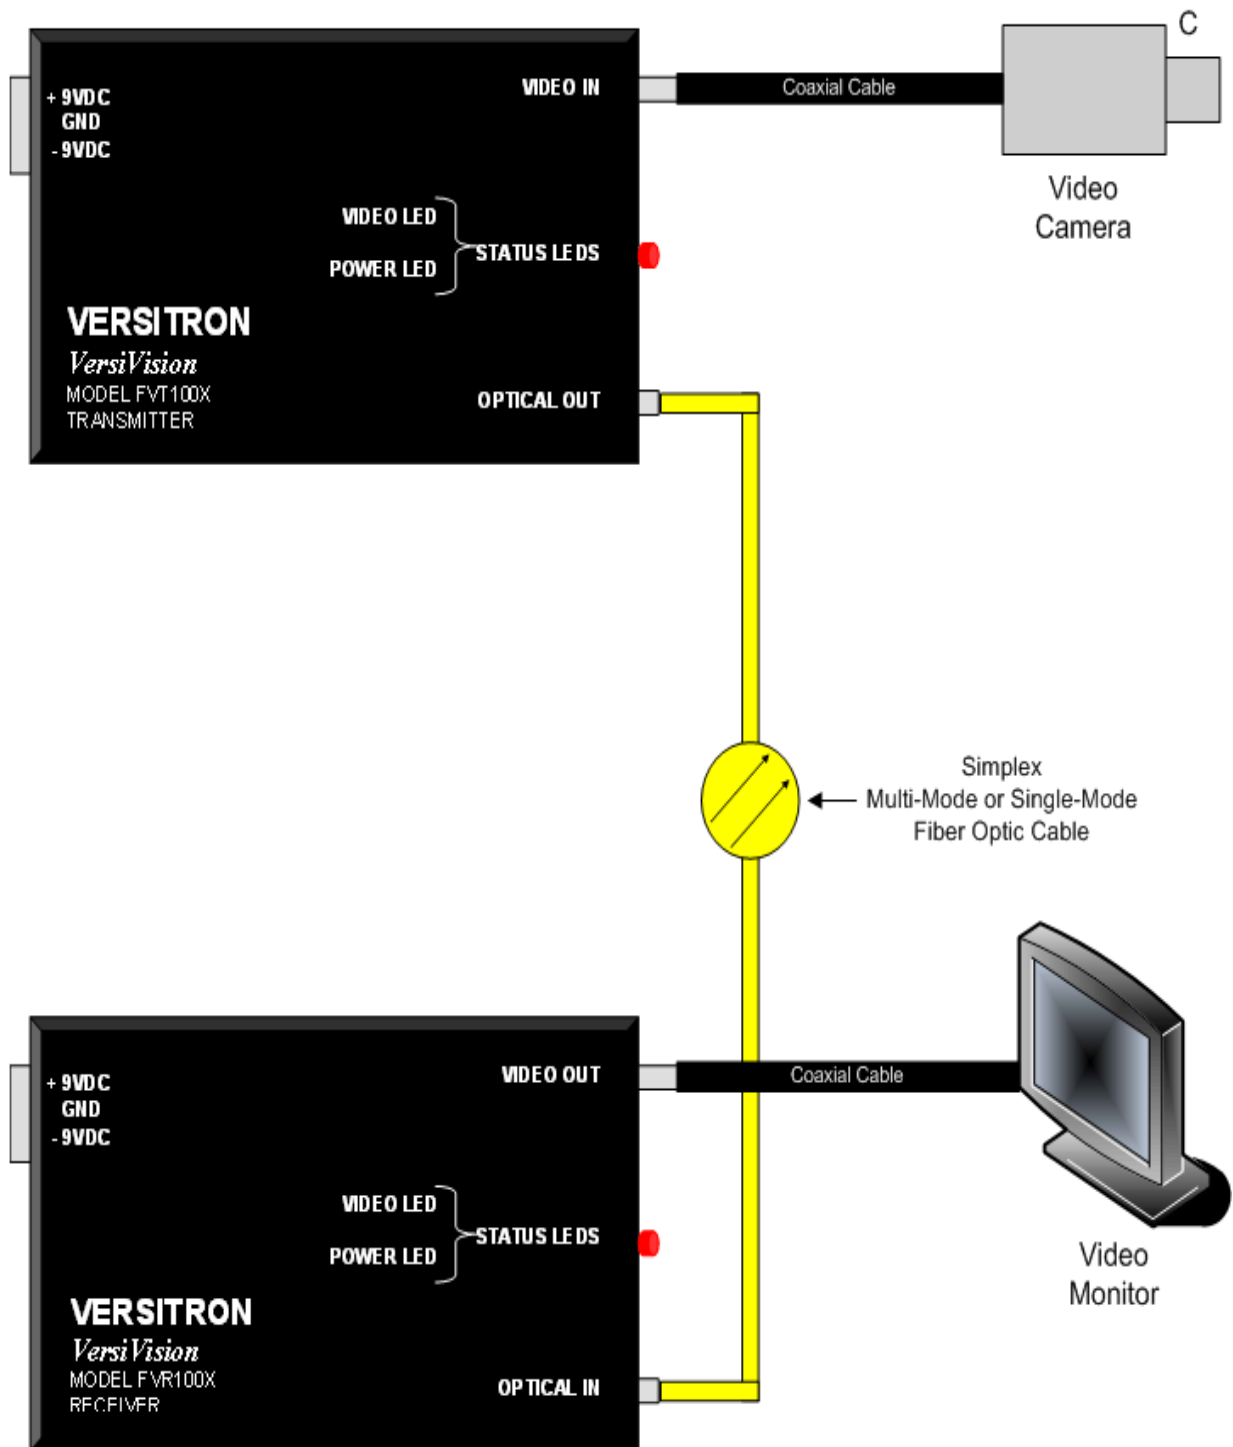 C
VIDEO IN
Coaxial Cable
+ 9VDC
GND
- 9VDC
Video
Camera
VIDEO LED
STATUS LEDS
POWER LED
VERSITRON
VersiVision
MODEL FVT100X
TRANSMITTER
OPTICAL OUT
Simplex
Multi-Mode or Single-Mode
Fiber Optic Cable
VIDEO OUT
Coaxial Cable
+ 9VDC
GND
- 9VDC
VIDEO LED
STATUS LEDS
POWER LED
Video
Monitor
VERSITRON
VersiVision
MODEL FVR100X
RECEIVER
OPTICAL IN